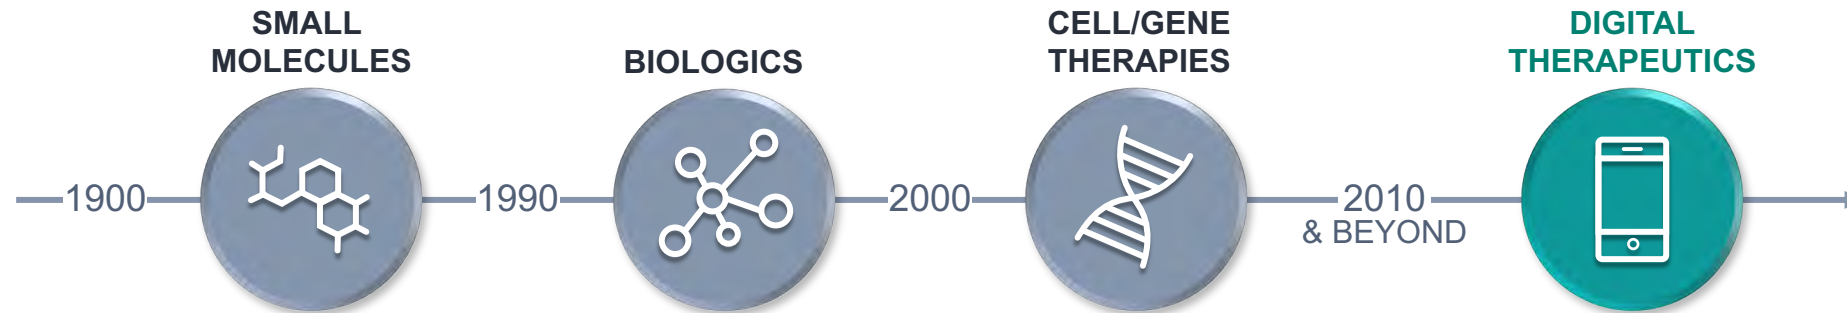 SMALL
MOLECULES
BIOLOGICS
CELL/GENE
THERAPIES
DIGITAL
THERAPEUTICS
1900
1990
2000
2010
& BEYOND